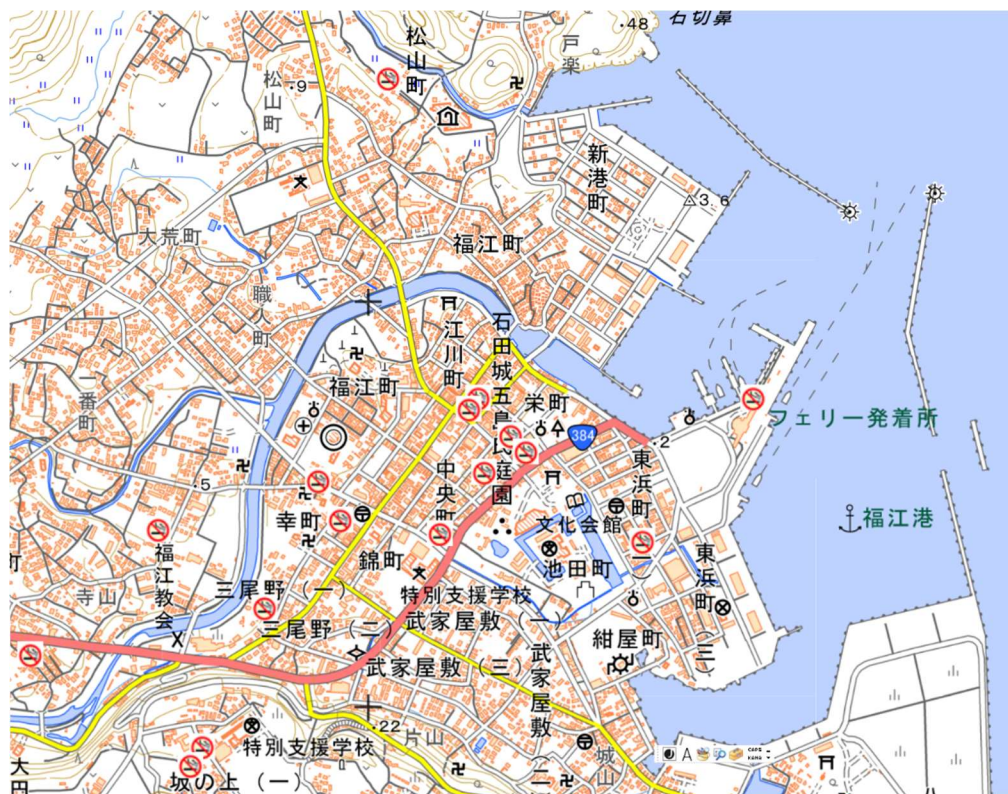 石切鼻
48
戸楽
松山町
松山町
9
新港町
3.6
大荒町
福江町
職人町
石田城五島氏庭園
江川町
一番町
福江町
栄町
384
フェリー発着所
2
東浜町(一)
中央町
5
文化会館
福江港
幸町
錦町
池田町
東浜町(三)
福江教会
寺山
町
三尾野(一)
特別支援学校
武家屋敷(一)
三尾野(二)
紺屋町
武家屋敷(三)
武家屋敷(二)
22
片山
特別支援学校
城山
大円
坂の上(一)
A
CAPS
KANA